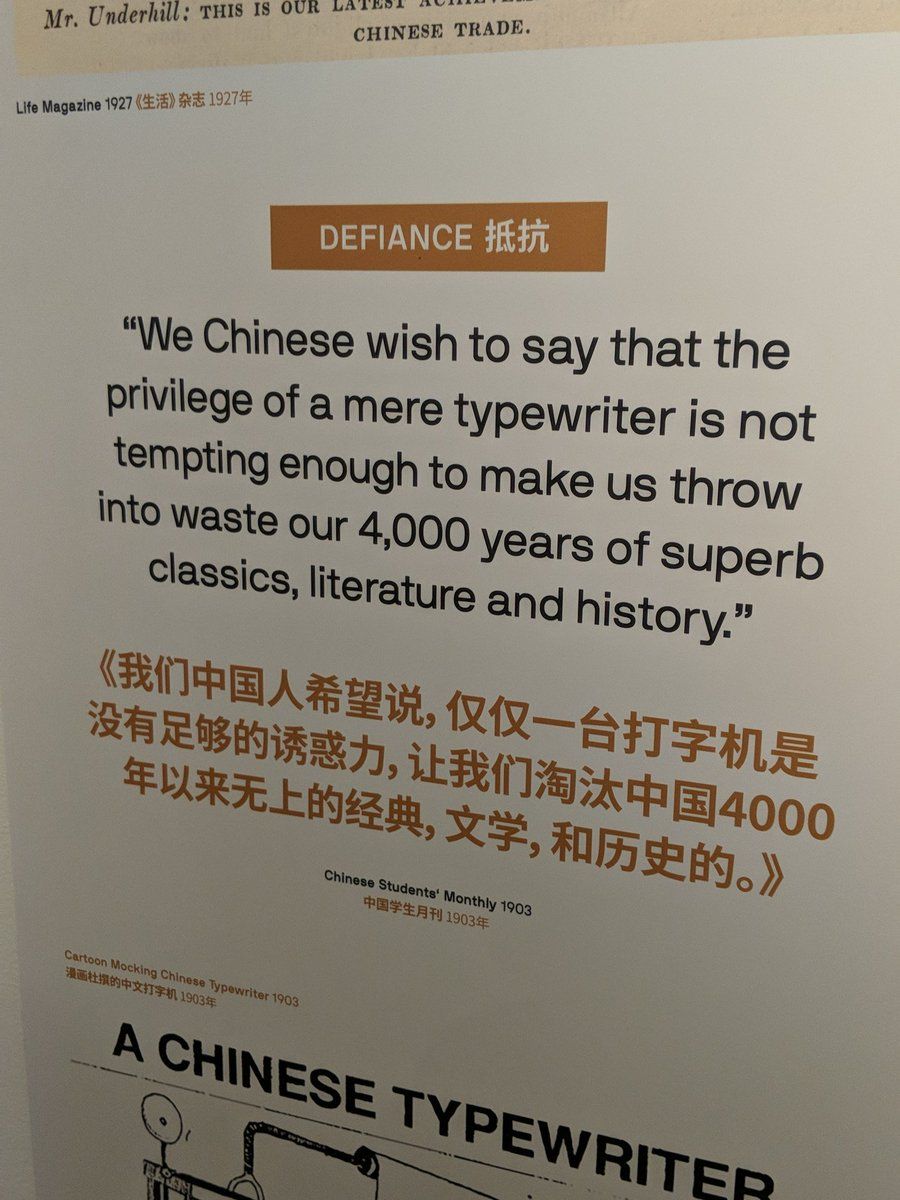 Mr. Underhill: THIS IS OUR LATEST
CHINESE TRADE.
Life Magazine 1927《生活》杂志 1927年
DEFIANCE 抵抗
“We Chinese wish to say that the
privilege of a mere typewriter is not
tempting enough to make us throw
into waste our 4,000 years of superb
classics, literature and history.”
《我们中国人希望说, 仅仅一台打字机是
没有足够的诱惑力, 让我们淘汰中国4000
年以来无上的经典, 文学, 和历史的。》
Chinese Students‘ Monthly 1903
中国学生月刊 1903年
Cartoon Mocking Chinese Typewriter 1903
漫画杜撰的中文打字机 1903年
A CHINESE TYPEWRITER